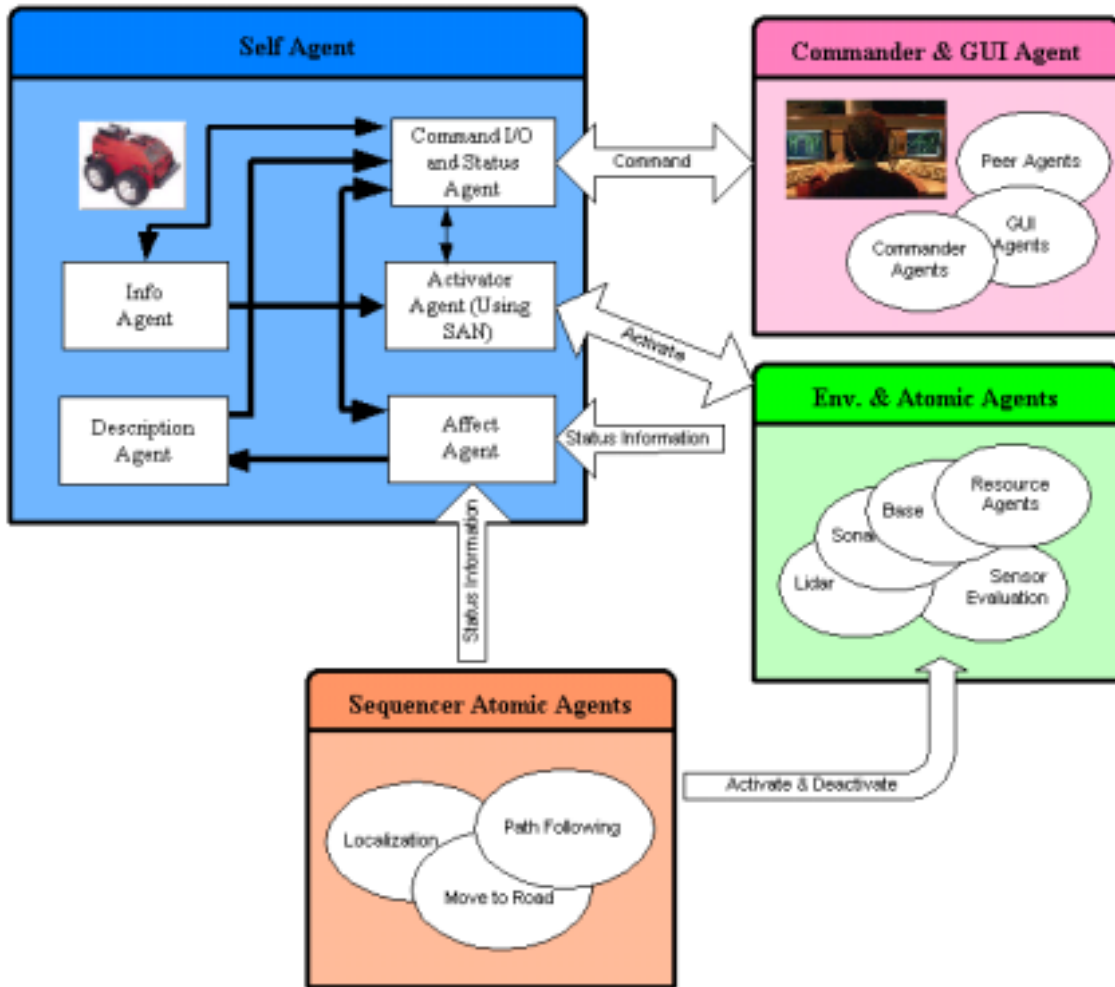 Self Agent
Command I/O
and Status
Agent
Info
Agent
Activator
Agent (Using
SAN)
Description
Agent
Affect
Agent
Commander & GUI Agent
Peer Agents
GUI
Agents
Commander
Agents
Command
Activate
Status Information
Env. & Atomic Agents
Resource
Agents
Base
Sonar
Lidar
Sensor
Evaluation
Status Information
Sequencer Atomic Agents
Localization
Path Following
Move to Road
Activate & Deactivate